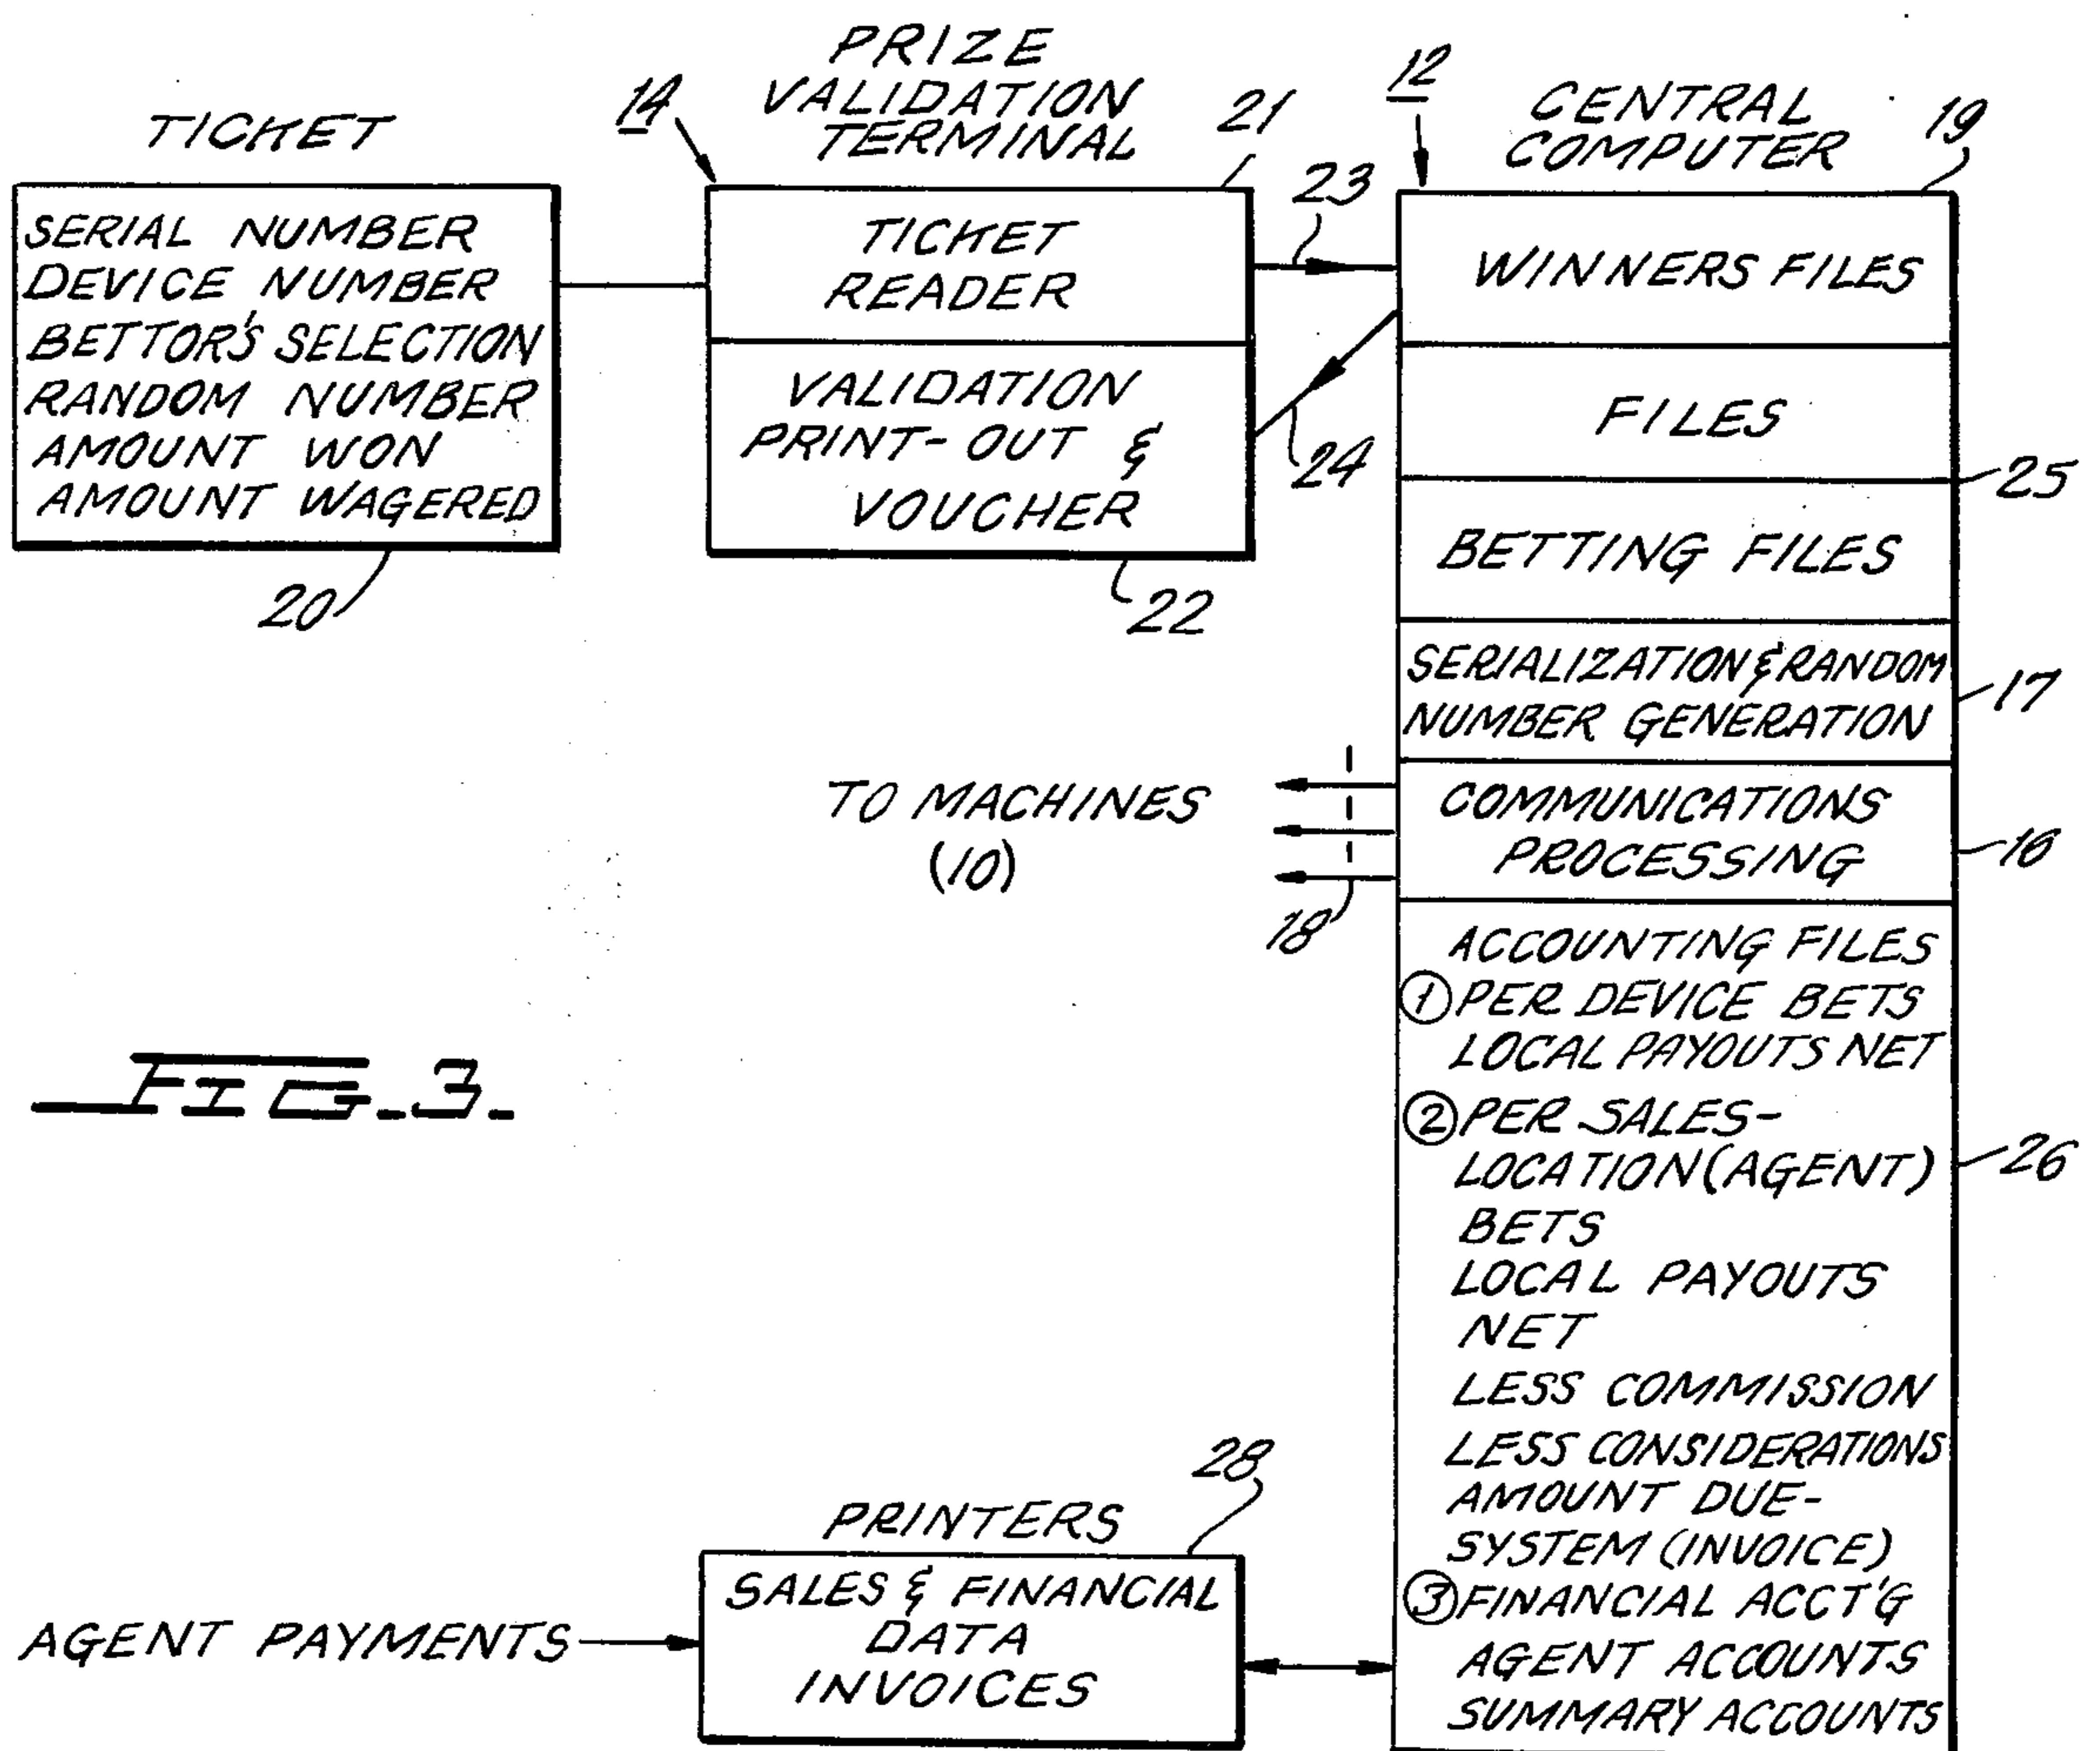 TICKET
14
PRIZE
VALIDATION
TERMINAL
21
12
CENTRAL
COMPUTER
19
SERIAL NUMBER
DEVICE NUMBER
BETTOR'S SELECTION
RANDOM NUMBER
AMOUNT WON
AMOUNT WAGERED
20
TICKET
READER
VALIDATION
PRINT-OUT &
VOUCHER
22
23
24
WINNERS FILES
FILES
25
BETTING FILES
SERIALIZATION & RANDOM
NUMBER GENERATION
17
TO MACHINES
(10)
18
COMMUNICATIONS
PROCESSING
16
ACCOUNTING FILES
① PER DEVICE BETS
LOCAL PAYOUTS NET
② PER SALES-
LOCATION (AGENT)
BETS
LOCAL PAYOUTS
NET
LESS COMMISSION
LESS CONSIDERATIONS
AMOUNT DUE-
SYSTEM (INVOICE)
③ FINANCIAL ACCT'G
AGENT ACCOUNTS
SUMMARY ACCOUNTS
26
FIG. 3.
PRINTERS
28
AGENT PAYMENTS
SALES & FINANCIAL
DATA
INVOICES